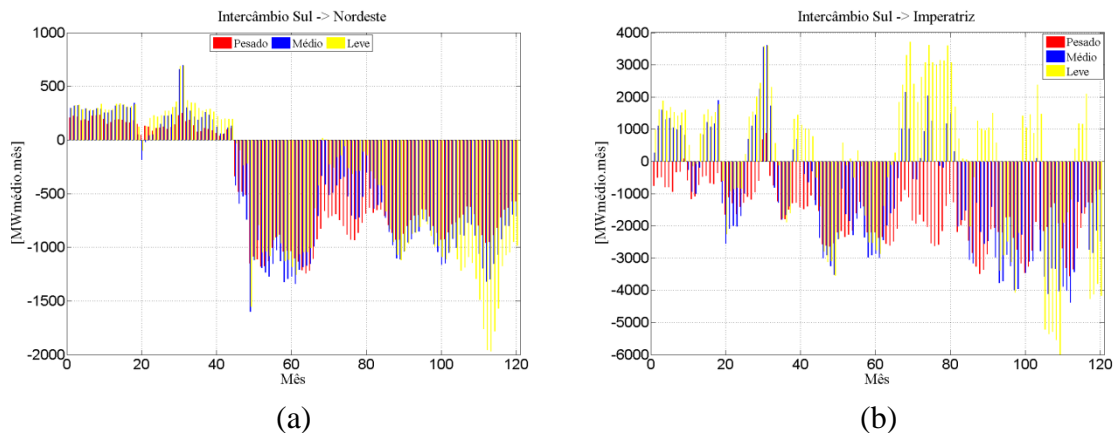 Intercâmbio Sul -> Nordeste
Pesado Médio Leve
[MWmédio.mês]
1000
500
0
-500
-1000
-1500
-2000
0 20 40 60 80 100 120
Mês
(a)
Intercâmbio Sul -> Imperatriz
Pesado
Médio
Leve
[MWmédio.mês]
4000
3000
2000
1000
0
-1000
-2000
-3000
-4000
-5000
-6000
0 20 40 60 80 100 120
Mês
(b)